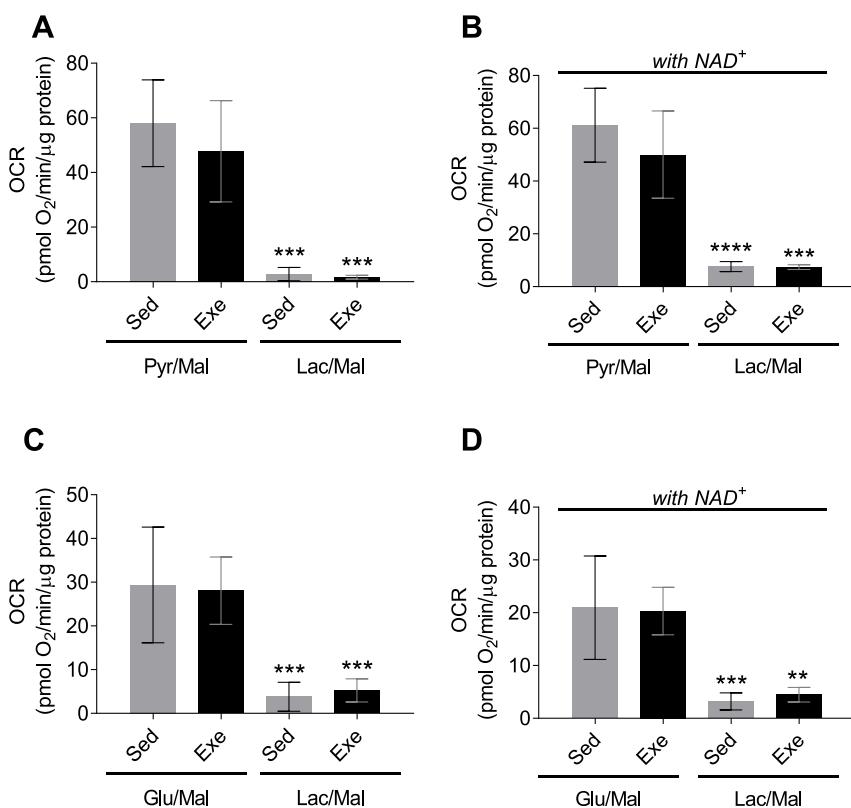 A
OCR
(pmol O2/min/µg protein)
80
60
40
20
0
***
***
Sed
Exe
Sed
Exe
Pyr/Mal
Lac/Mal
B
with NAD+
OCR
(pmol O2/min/µg protein)
80
60
40
20
0
****
***
Sed
Exe
Sed
Exe
Pyr/Mal
Lac/Mal
C
OCR
(pmol O2/min/µg protein)
50
40
30
20
10
0
***
***
Sed
Exe
Sed
Exe
Glu/Mal
Lac/Mal
D
with NAD+
OCR
(pmol O2/min/µg protein)
40
30
20
10
0
***
**
Sed
Exe
Sed
Exe
Glu/Mal
Lac/Mal